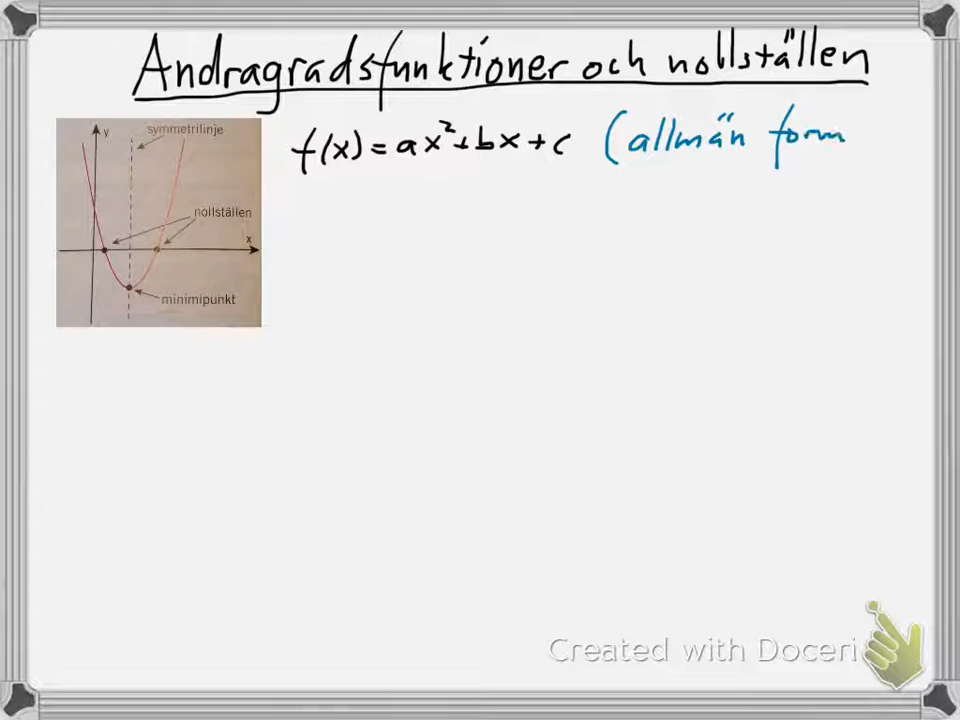 Andragradsfunktioner och nollställen
f(x) = ax²+bx+c (allmän form
y
symmetrilinje
nollställen
x
minimipunkt
Created with Doceri